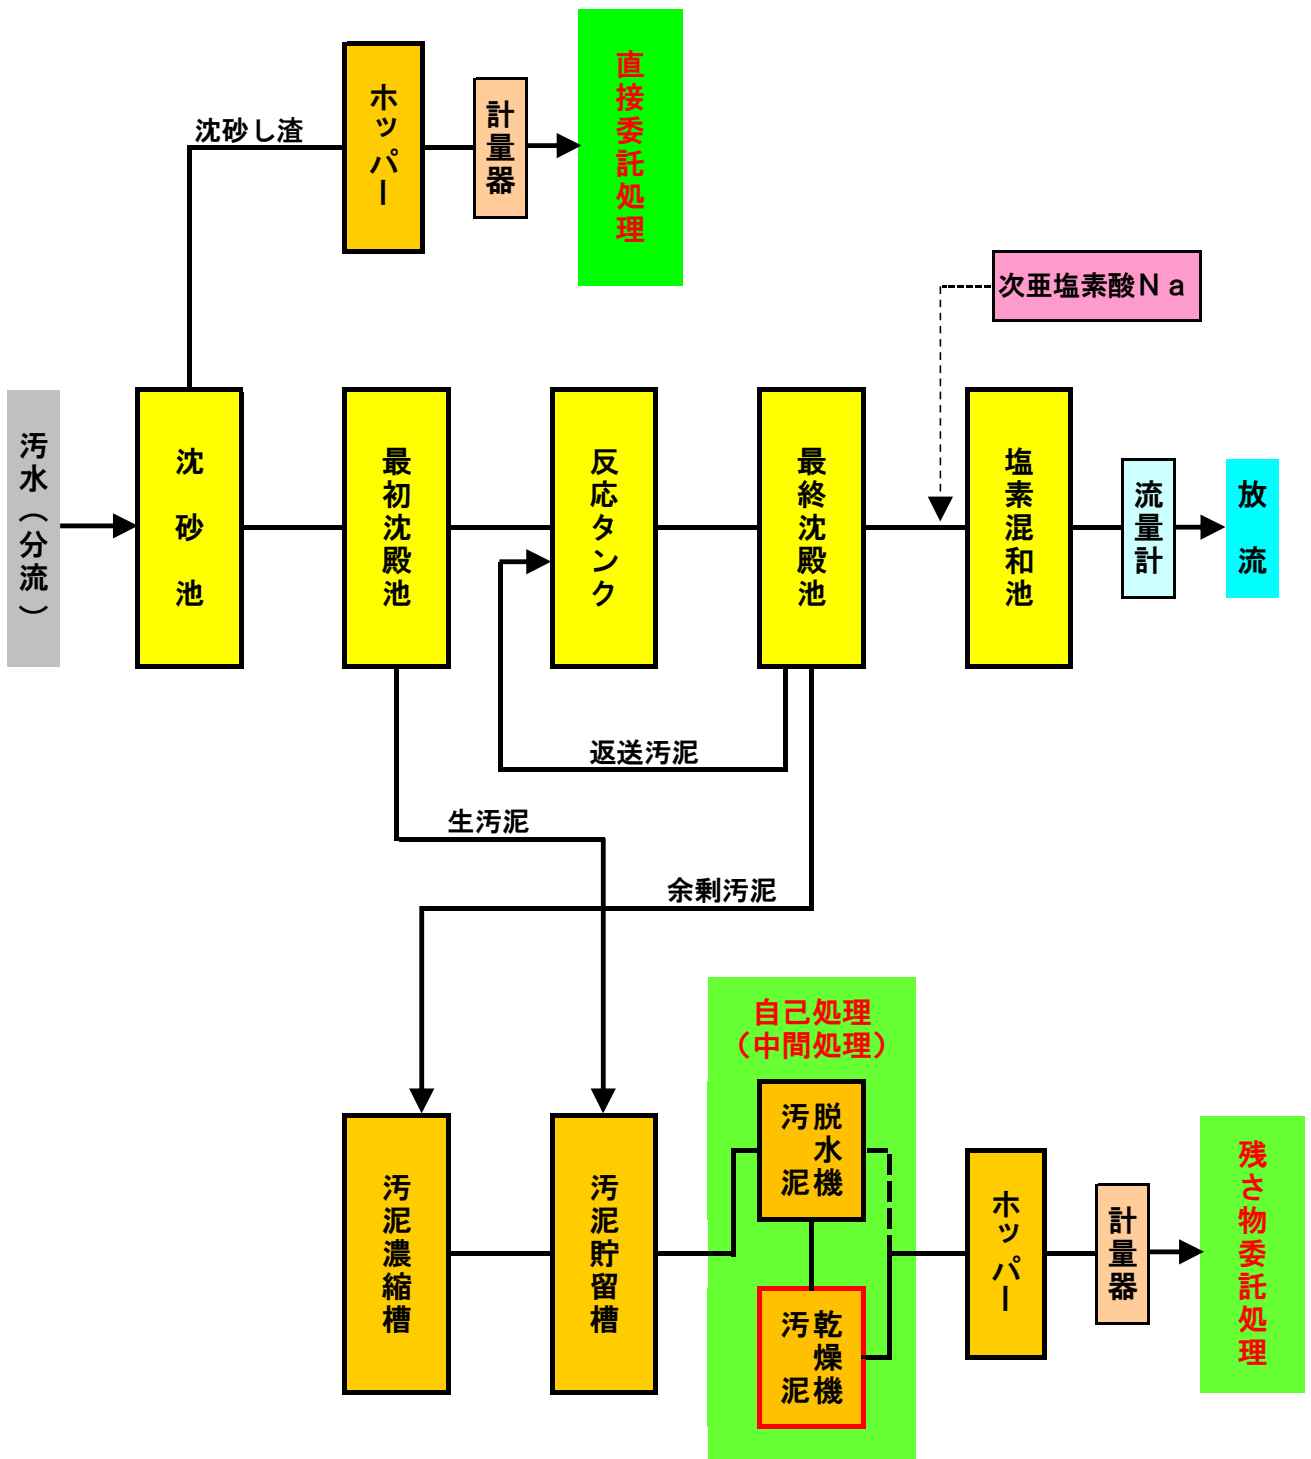 直接委託処理
ホッパー
計量器
沈砂し渣
次亜塩素酸Ｎａ
汚水（分流）
沈砂池
最初沈殿池
反応タンク
最終沈殿池
塩素混和池
流量計
放流
返送汚泥
生汚泥
余剰汚泥
自己処理
（中間処理）
汚泥
脱水機
汚泥濃縮槽
汚泥貯留槽
汚泥
乾燥機
ホッパー
計量器
残さ物委託処理